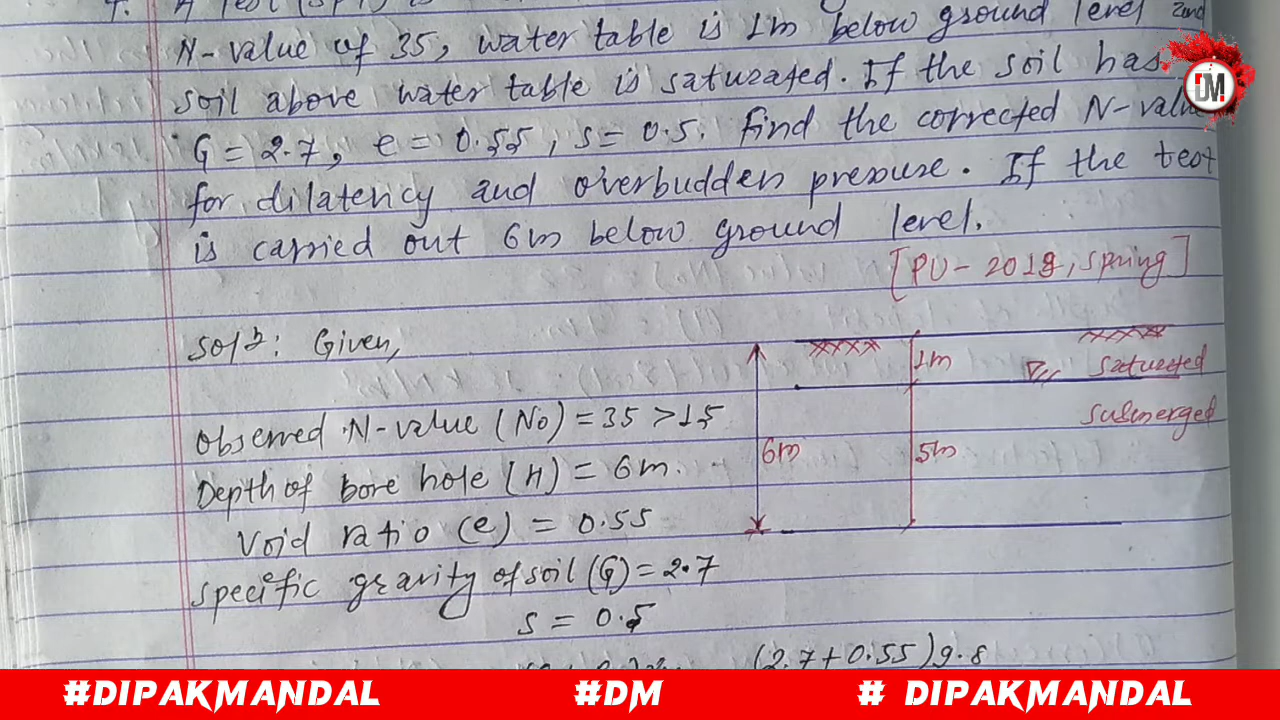 N-value of 35, water table is 1m below ground level and
soil above water table is saturated. If the soil has
G = 2.7, e = 0.55, s = 0.5. find the corrected N-value
for dilatency and overbudden presure. If the test
is carried out 6m below ground level.
[PU- 2019, spring]
Given,
1m
saturated
submerged
Observed N-value (No) = 35 > 15
6m
5m
Depth of bore hole (H) = 6m.
Void ratio (e) = 0.55
specific gravity of soil (G) = 2.7
s = 0.5
(2.7+0.55)9.8
DM
#DIPAKMANDAL #DM # DIPAKMANDAL